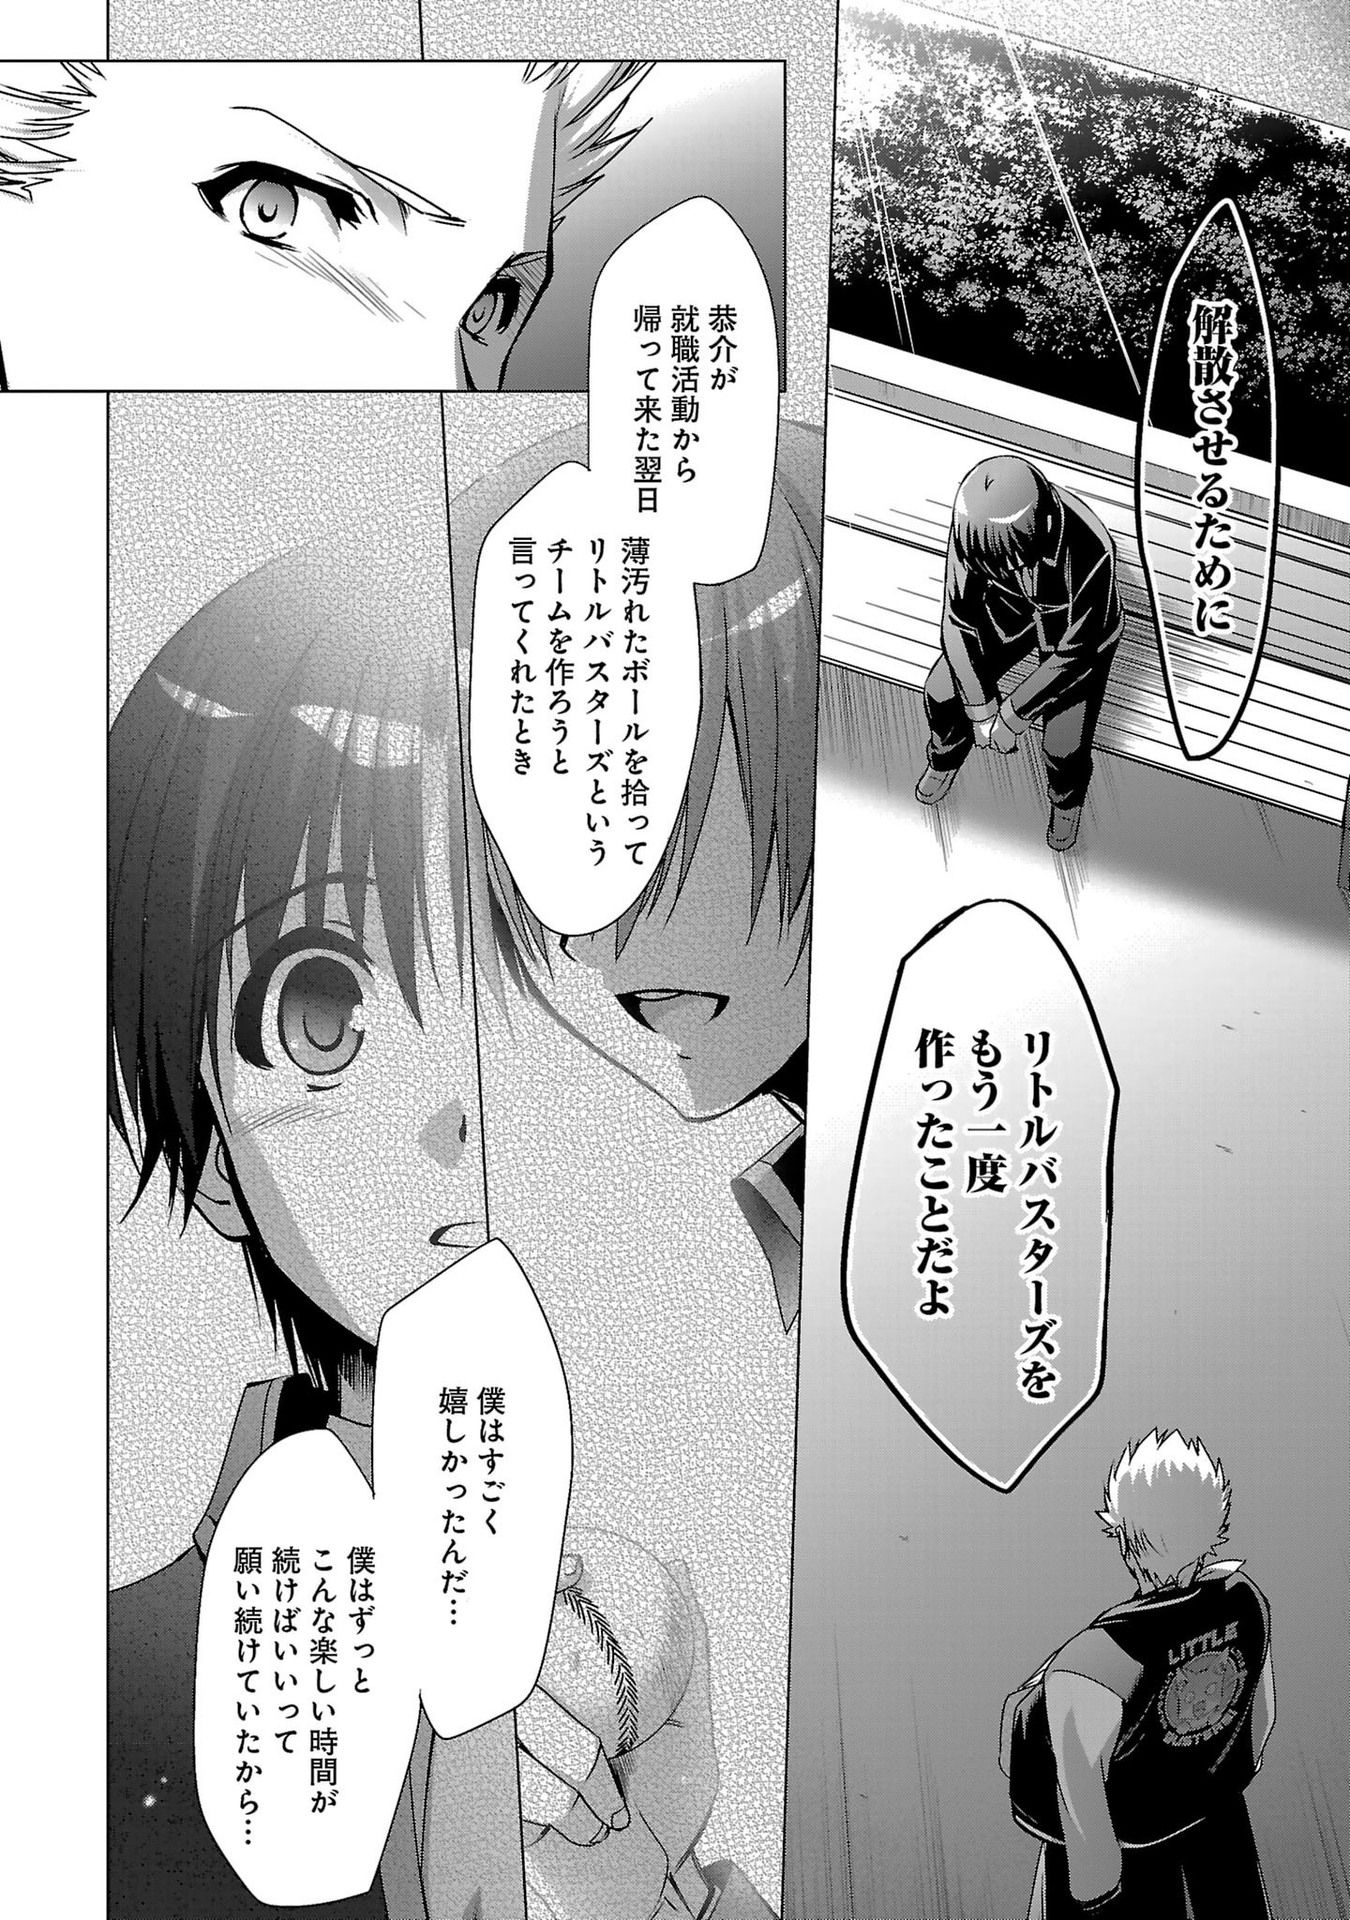 解散させるために
リトルバスターズを
もう一度
作ったことだよ
恭介が
就職活動から
帰って来た翌日
薄汚れたボールを拾って
リトルバスターズという
チームを作ろうと
言ってくれたとき
僕はすごく
嬉しかったんだ…
僕はずっと
こんな楽しい時間が
続けばいいって
願い続けていたから…
LITTLE